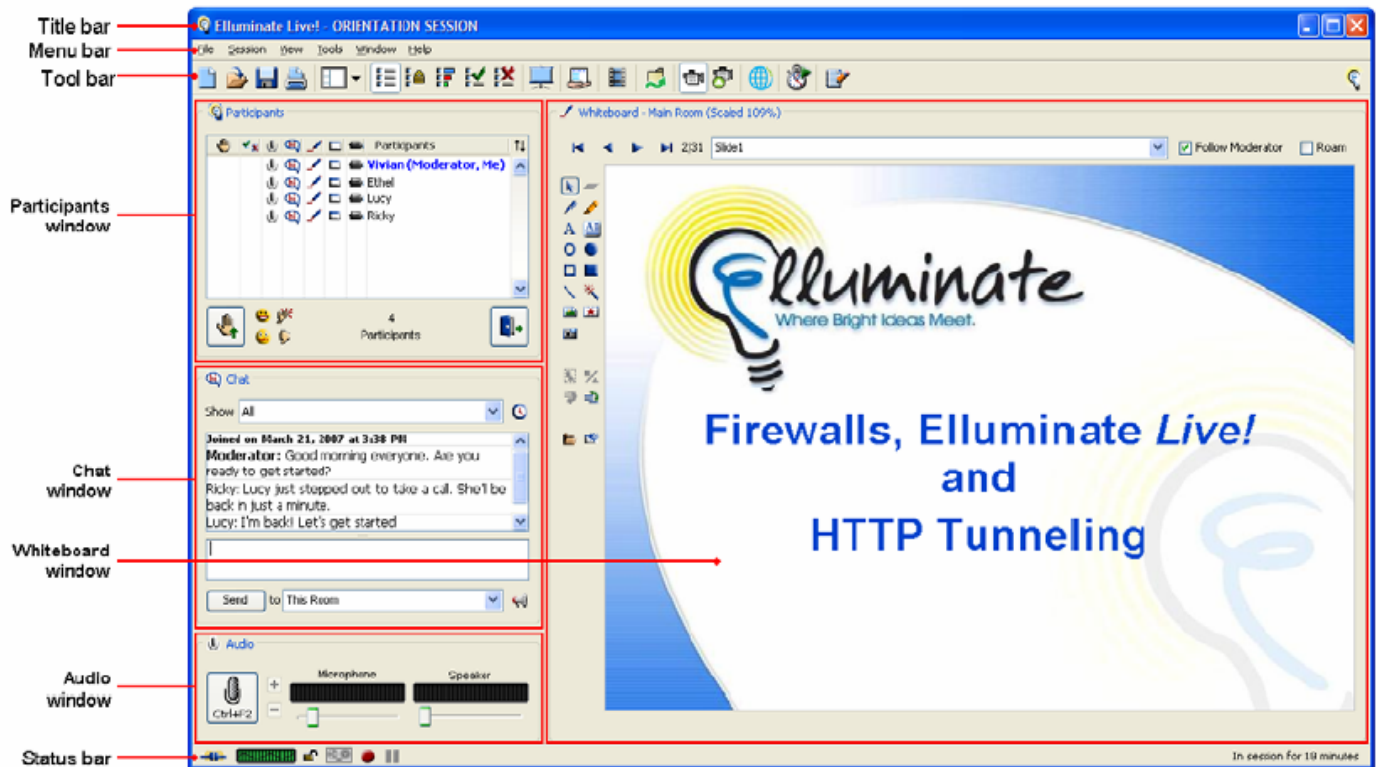 Title bar
Menu bar
Tool bar
Participants
window
Chat
window
Whiteboard
window
Audio
window
Status bar
Elluminate Live! - ORIENTATION SESSION
File Session View Tools Window Help
Participants
Participants
Vivian (Moderator, Me)
Ethel
Lucy
Ricky
4
Participants
Chat
Show All
Joined on March 21, 2007 at 3:38 PM
Moderator: Good morning everyone. Are you
ready to get started?
Ricky: Lucy just stepped out to take a call. She'll be
back in just a minute.
Lucy: I'm back! Let's get started
Send to This Room
Audio
Microphone Speaker
Ctrl+F2
Whiteboard - Main Room (Scaled 109%)
2/31 Slide1 Follow Moderator Roam
A AB
Elluminate
Where Bright Ideas Meet.
Firewalls, Elluminate Live!
and
HTTP Tunneling
In session for 19 minutes